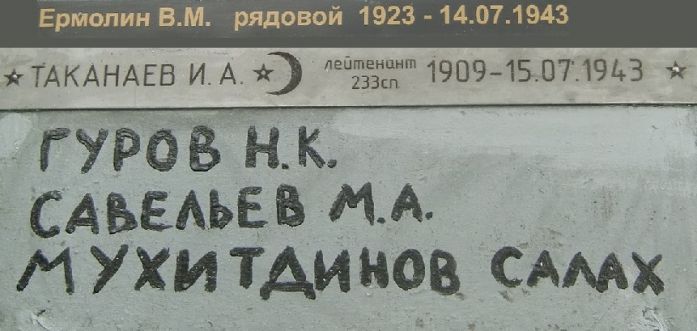 Ермолин В.М. рядовой 1923 - 14.07.1943
ТАКАНАЕВ И.А. лейтенант 233сп 1909-15.07.1943
ГУРОВ Н.К.
САВЕЛЬЕВ М.А.
МУХИТДИНОВ САЛАХ